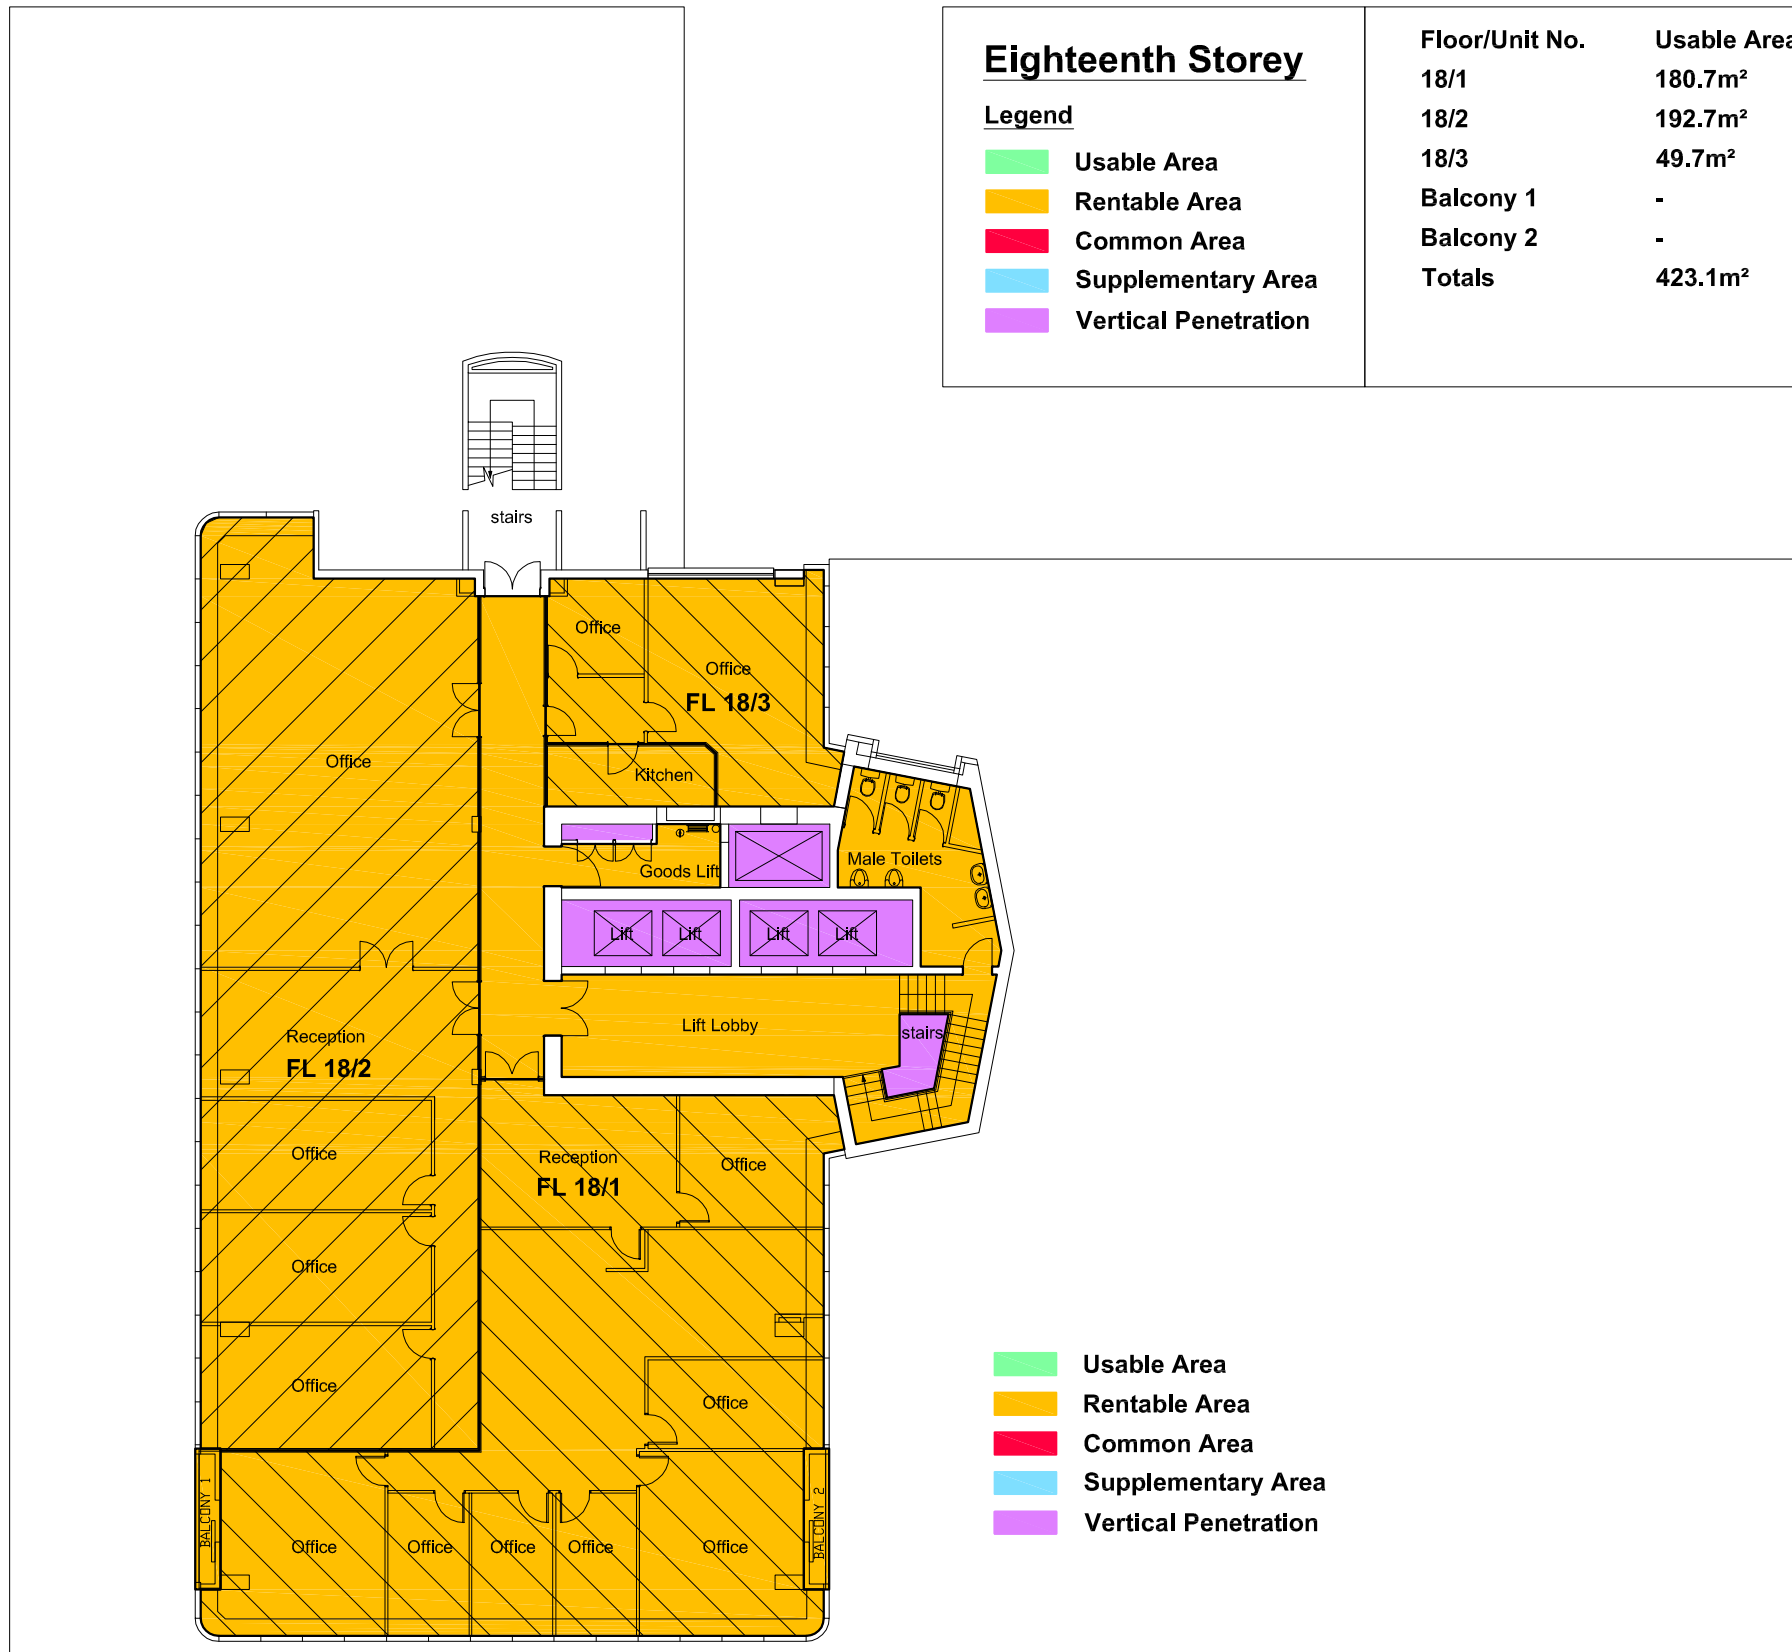 Eighteenth Storey
Legend
Usable Area
Rentable Area
Common Area
Supplementary Area
Vertical Penetration
Floor/Unit No. Usable Area
18/1 180.7m²
18/2 192.7m²
18/3 49.7m²
Balcony 1 -
Balcony 2 -
Totals 423.1m²
stairs
Office
Office
FL 18/3
Office
Kitchen
Male Toilets
Goods Lift
Lift Lift Lift Lift
Lift Lobby
stairs
Reception
FL 18/2
Office
Reception
FL 18/1
Office
Office
Office
Office
BALCONY 1
BALCONY 2
Office
Office
Office
Office
Office
Usable Area
Rentable Area
Common Area
Supplementary Area
Vertical Penetration